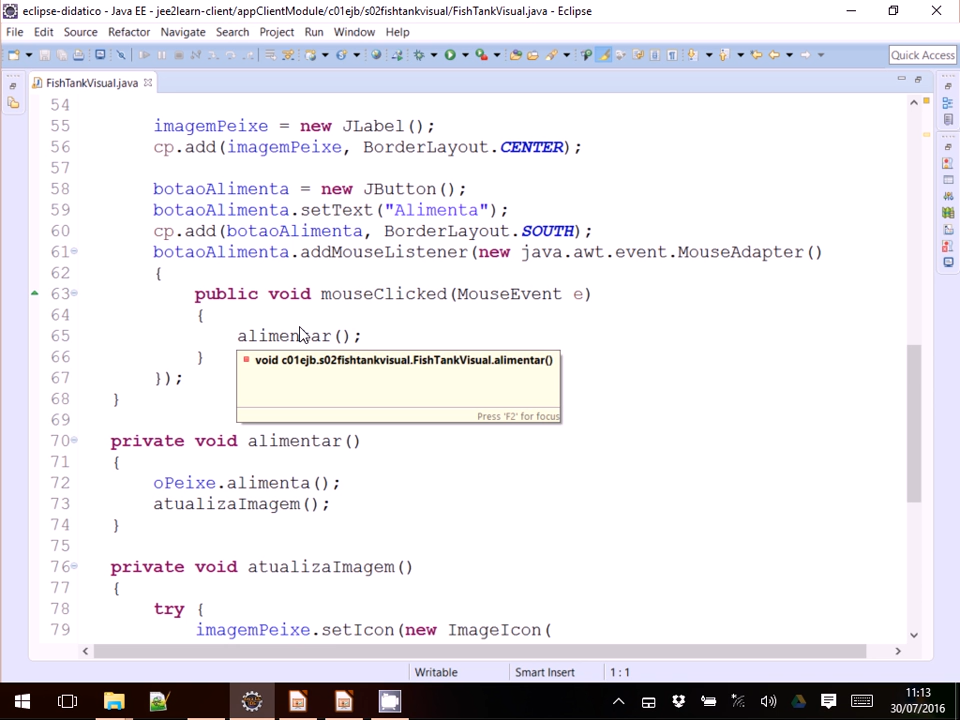 eclipse-didatico - Java EE - jee2learn-client/appClientModule/c01ejb/s02fishtankvisual/FishTankVisual.java - Eclipse
File Edit Source Refactor Navigate Search Project Run Window Help
Quick Access
FishTankVisual.java
54
55 imagemPeixe = new JLabel();
56 cp.add(imagemPeixe, BorderLayout.CENTER);
57
58 botaoAlimenta = new JButton();
59 botaoAlimenta.setText("Alimenta");
60 cp.add(botaoAlimenta, BorderLayout.SOUTH);
61 botaoAlimenta.addMouseListener(new java.awt.event.MouseAdapter()
62 {
63 public void mouseClicked(MouseEvent e)
64 {
65 alimentar();
66 }
void c01ejb.s02fishtankvisual.FishTankVisual.alimentar()
67 });
68 }
Press 'F2' for focus
69
70 private void alimentar()
71 {
72 oPeixe.alimenta();
73 atualizaImagem();
74 }
75
76 private void atualizaImagem()
77 {
78 try {
79 imagemPeixe.setIcon(new ImageIcon(
Writable Smart Insert 1 : 1
11:13
30/07/2016